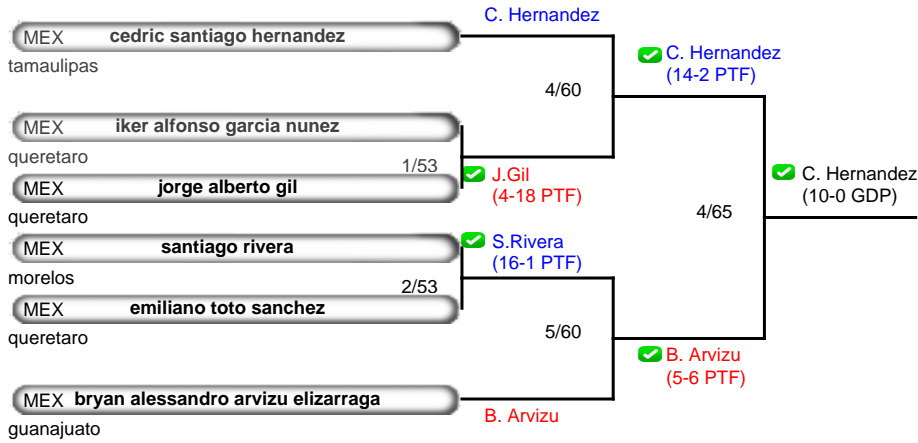 C. Hernandez
MEX cedric santiago hernandez
tamaulipas
C. Hernandez
(14-2 PTF)
4/60
MEX iker alfonso garcia nunez
queretaro
1/53
J.Gil
(4-18 PTF)
MEX jorge alberto gil
queretaro
C. Hernandez
(10-0 GDP)
4/65
MEX santiago rivera
morelos
S.Rivera
(16-1 PTF)
2/53
MEX emiliano toto sanchez
queretaro
5/60
B. Arvizu
(5-6 PTF)
MEX bryan alessandro arvizu elizarraga
guanajuato
B. Arvizu